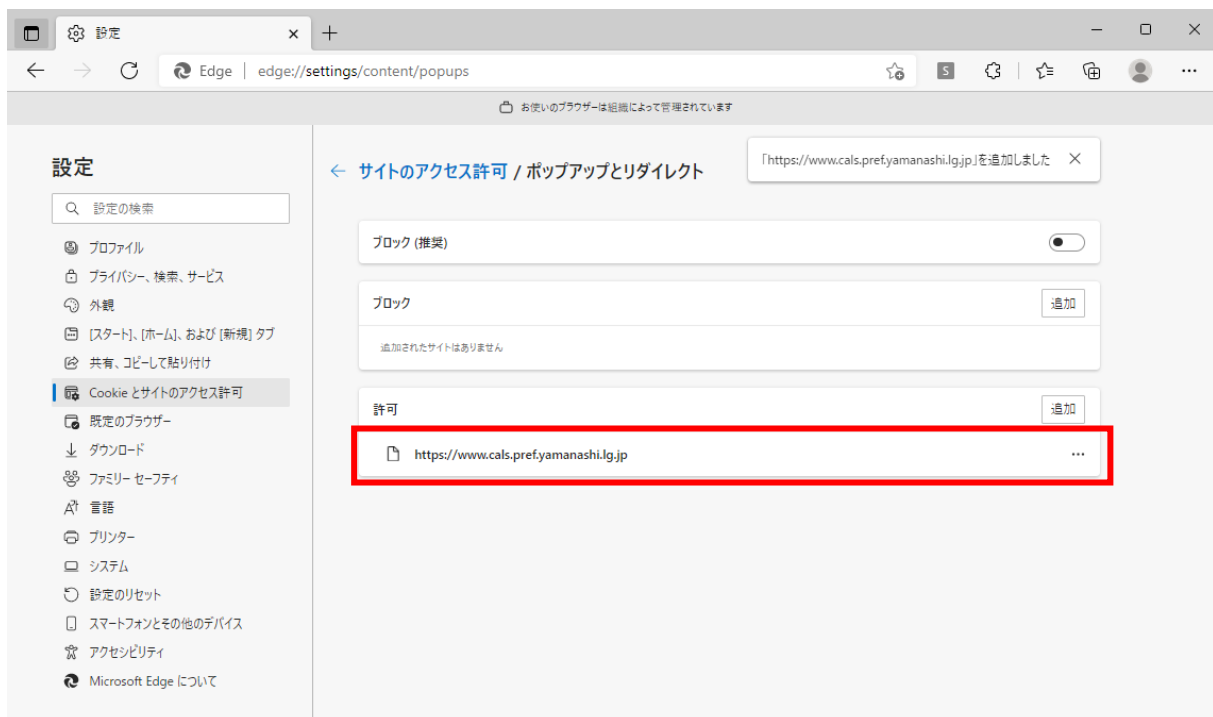 設定
Edge edge://settings/content/popups
S
お使いのブラウザーは組織によって管理されています
設定
設定の検索
プロファイル
プライバシー、検索、サービス
外観
[スタート]、[ホーム]、および [新規] タブ
共有、コピーして貼り付け
Cookie とサイトのアクセス許可
既定のブラウザー
ダウンロード
ファミリー セーフティ
言語
プリンター
システム
設定のリセット
スマートフォンとその他のデバイス
アクセシビリティ
Microsoft Edge について
サイトのアクセス許可 / ポップアップとリダイレクト
「https://www.cals.pref.yamanashi.lg.jp」を追加しました
ブロック (推奨)
ブロック
追加
追加されたサイトはありません
許可
追加
https://www.cals.pref.yamanashi.lg.jp